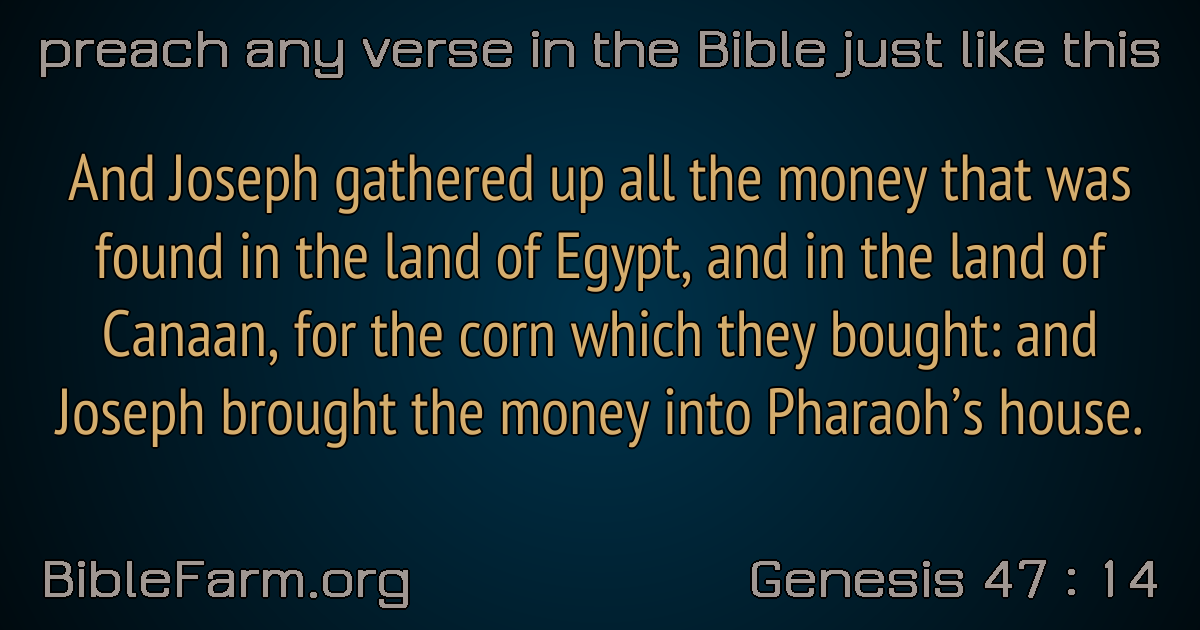 preach any verse in the Bible just like this
And Joseph gathered up all the money that was
found in the land of Egypt, and in the land of
Canaan, for the corn which they bought: and
Joseph brought the money into Pharaoh’s house.
BibleFarm.org
Genesis 47 : 14